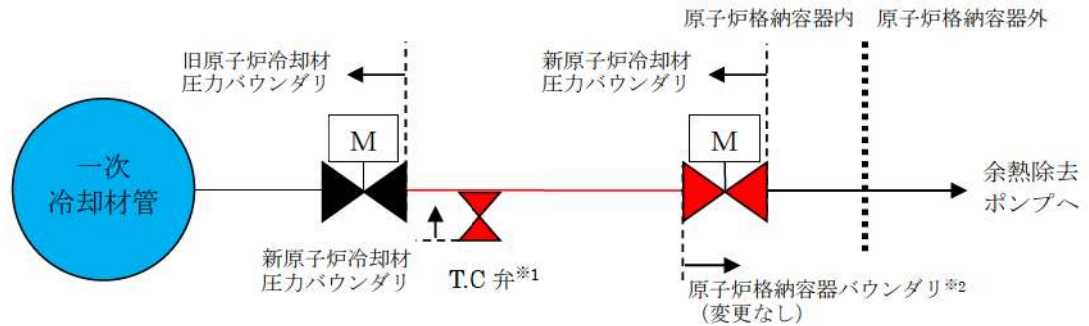 原子炉格納容器内
原子炉格納容器外
旧原子炉冷却材
圧力バウンダリ
新原子炉冷却材
圧力バウンダリ
M
M
一次
冷却材管
余熱除去
ポンプへ
新原子炉冷却材
圧力バウンダリ
T.C 弁※1
原子炉格納容器バウンダリ※2
(変更なし)